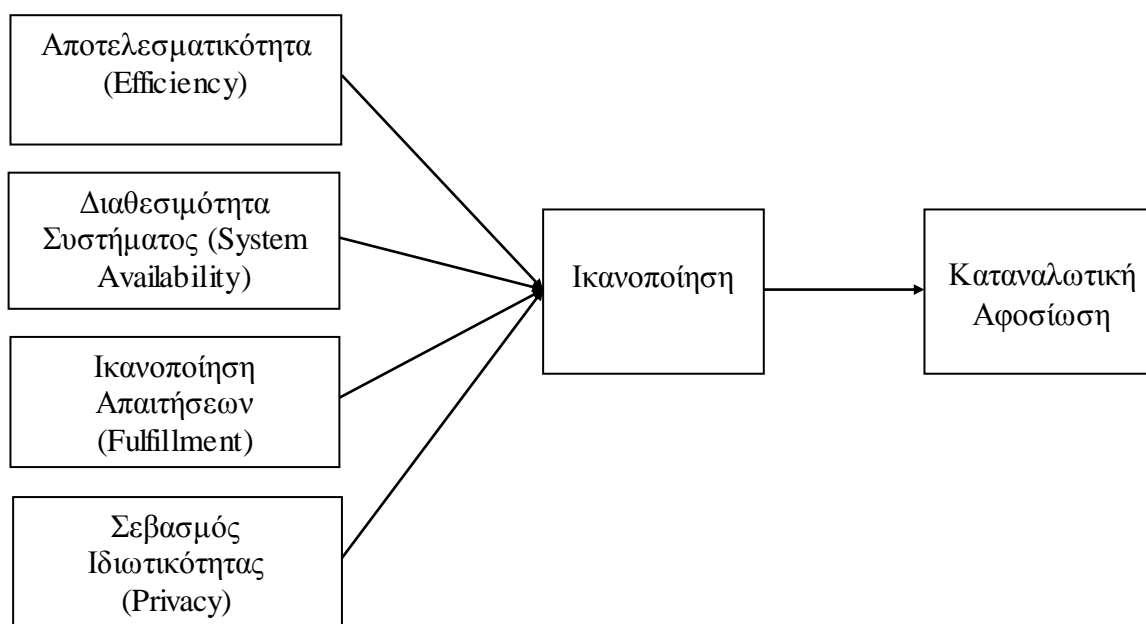 Αποτελεσματικότητα
(Efficiency)
Διαθεσιμότητα
Συστήματος (System
Availability)
Ικανοποίηση
Απαιτήσεων
(Fulfillment)
Σεβασμός
Ιδιωτικότητας
(Privacy)
Ικανοποίηση
Καταναλωτική
Αφοσίωση